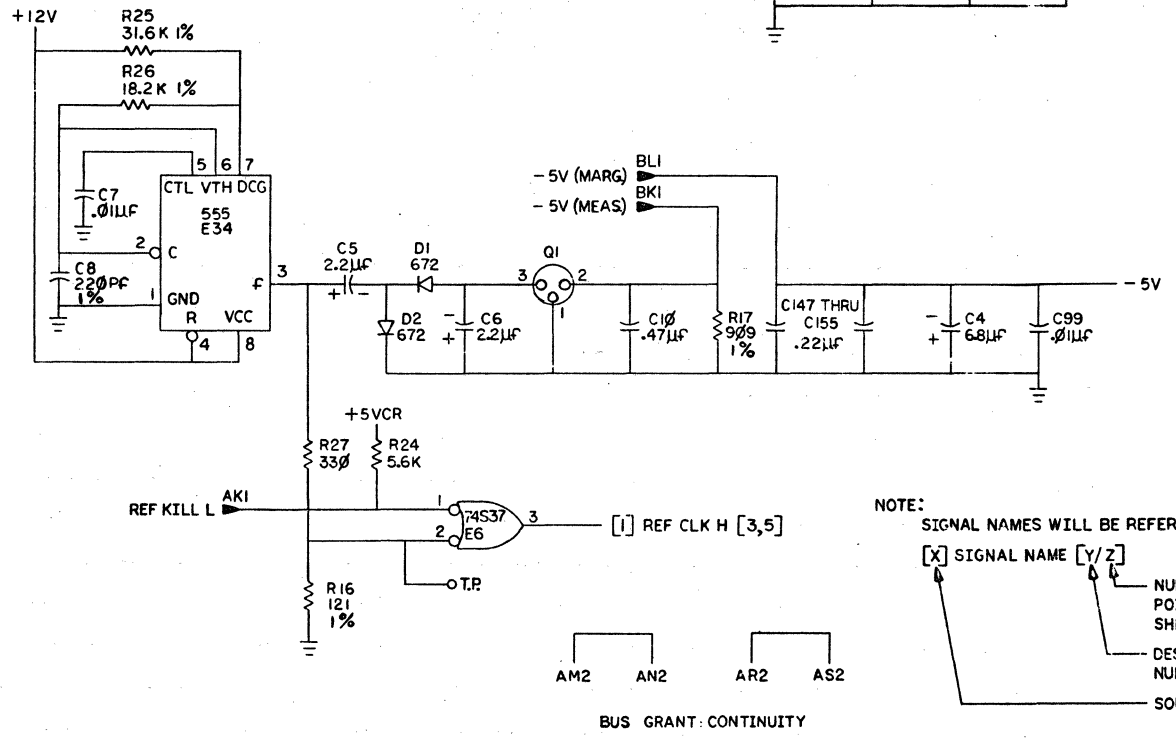 +12V
R25
31.6K 1%
R26
18.2K 1%
5 6 7
CTL VTH DCG
555
E34
C7
.Ø1µf
2
C
C8
22ØPf
1%
1
GND
f
3
R
VCC
4
8
C5
2.2µf
+ -
D1
672
D2
672
-
+
C6
2.2µf
Q1
3
2
1
- 5V (MARG.)
BL1
- 5V (MEAS.)
BK1
C1Ø
.47µf
R17
9Ø9
1%
C147 THRU
C155
.22µf
-
+
C4
6.8µf
C99
.Ø1µf
- 5V
+5VCR
R27
33Ø
R24
5.6K
REF KILL L
AK1
1
2
74S37
E6
3
[1] REF CLK H [3,5]
T.P.
R16
121
1%
AM2
AN2
AR2
AS2
BUS GRANT: CONTINUITY
NOTE:
SIGNAL NAMES WILL BE REFER
[X] SIGNAL NAME [Y/Z]
NU
PO
SH
DES
NU
SO